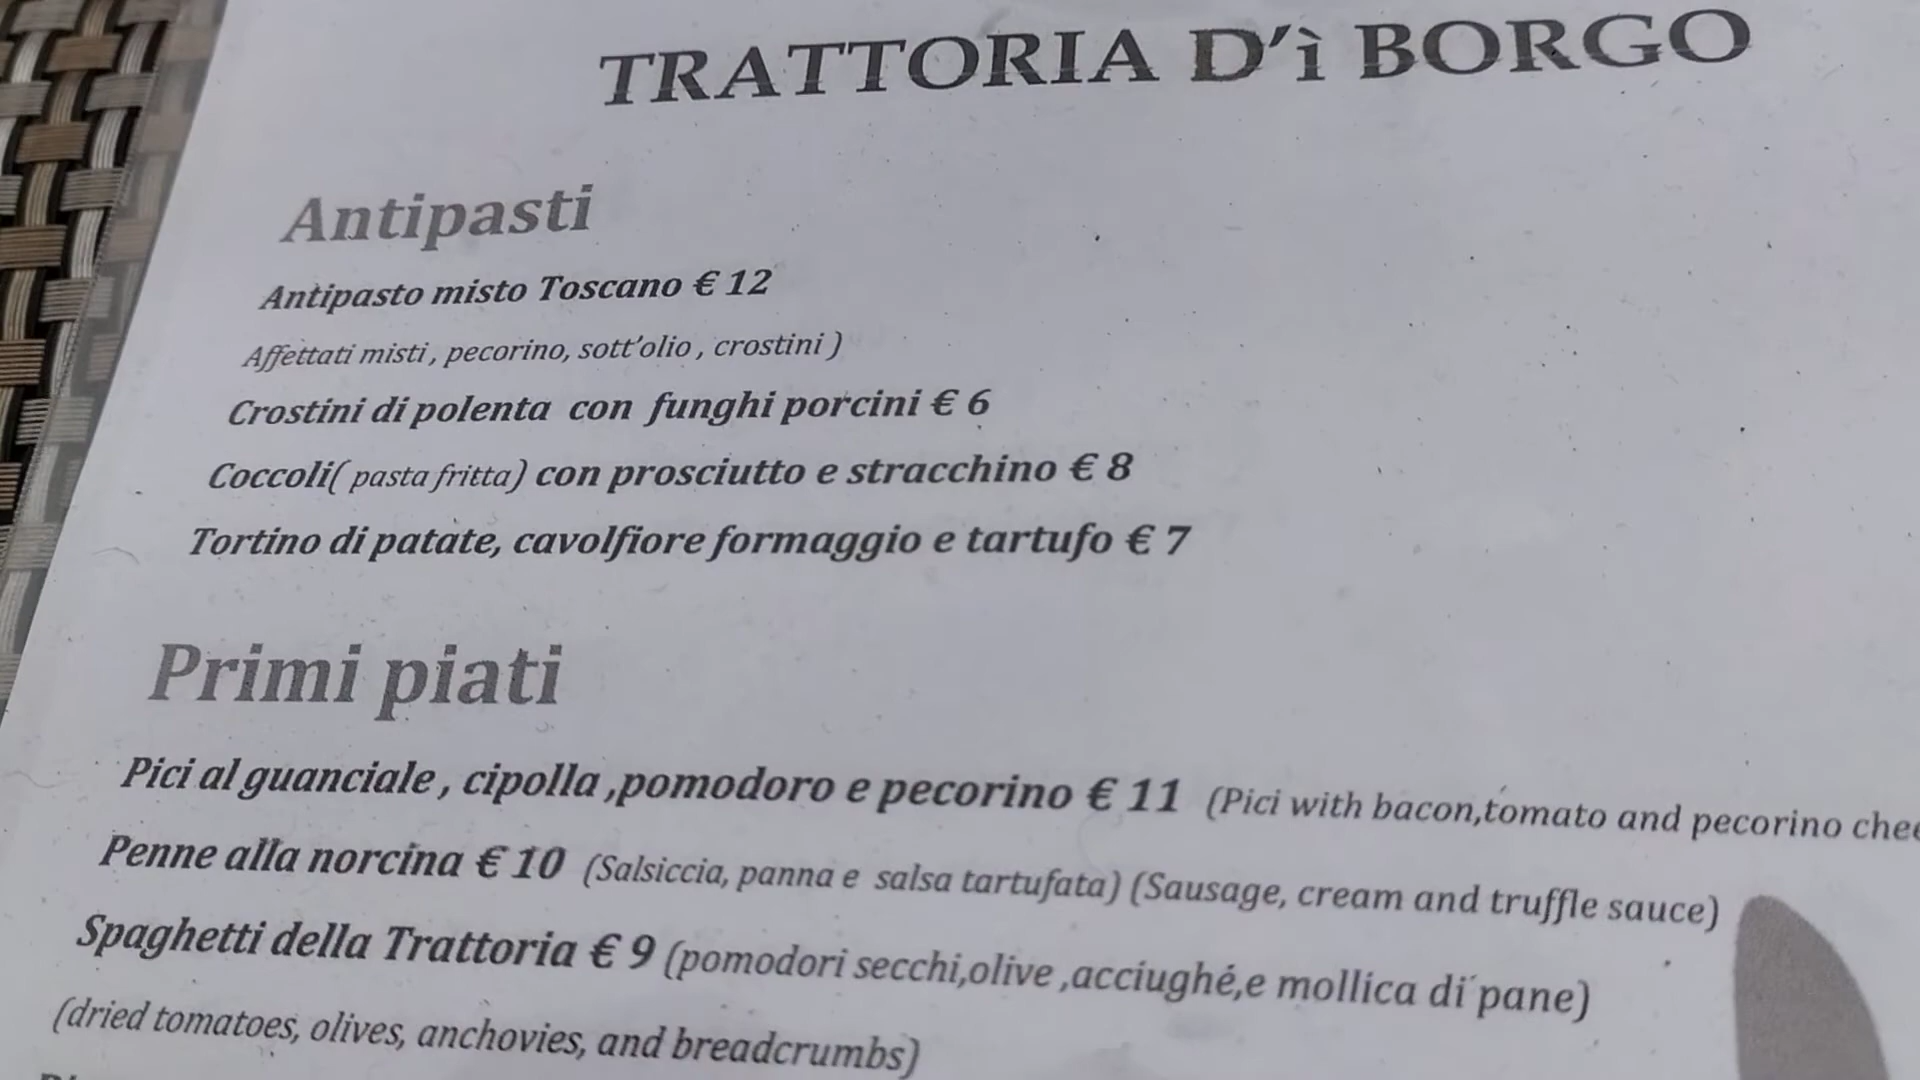 TRATTORIA D'ì BORGO
Antipasti
Antipasto misto Toscano € 12
Affettati misti, pecorino, sott'olio, crostini )
Crostini di polenta con funghi porcini € 6
Coccoli( pasta fritta) con prosciutto e stracchino € 8
Tortino di patate, cavolfiore formaggio e tartufo € 7
Primi piati
Pici al guanciale, cipolla ,pomodoro e pecorino € 11 (Pici with bacon,tomato and pecorino
Penne alla norcina € 10 (Salsiccia, panna e salsa tartufata) (Sausage, cream and truffle sauce)
Spaghetti della Trattoria € 9 (pomodori secchi,olive ,acciughe,e mollica di pane)
(dried tomatoes, olives, anchovies, and breadcrumbs)